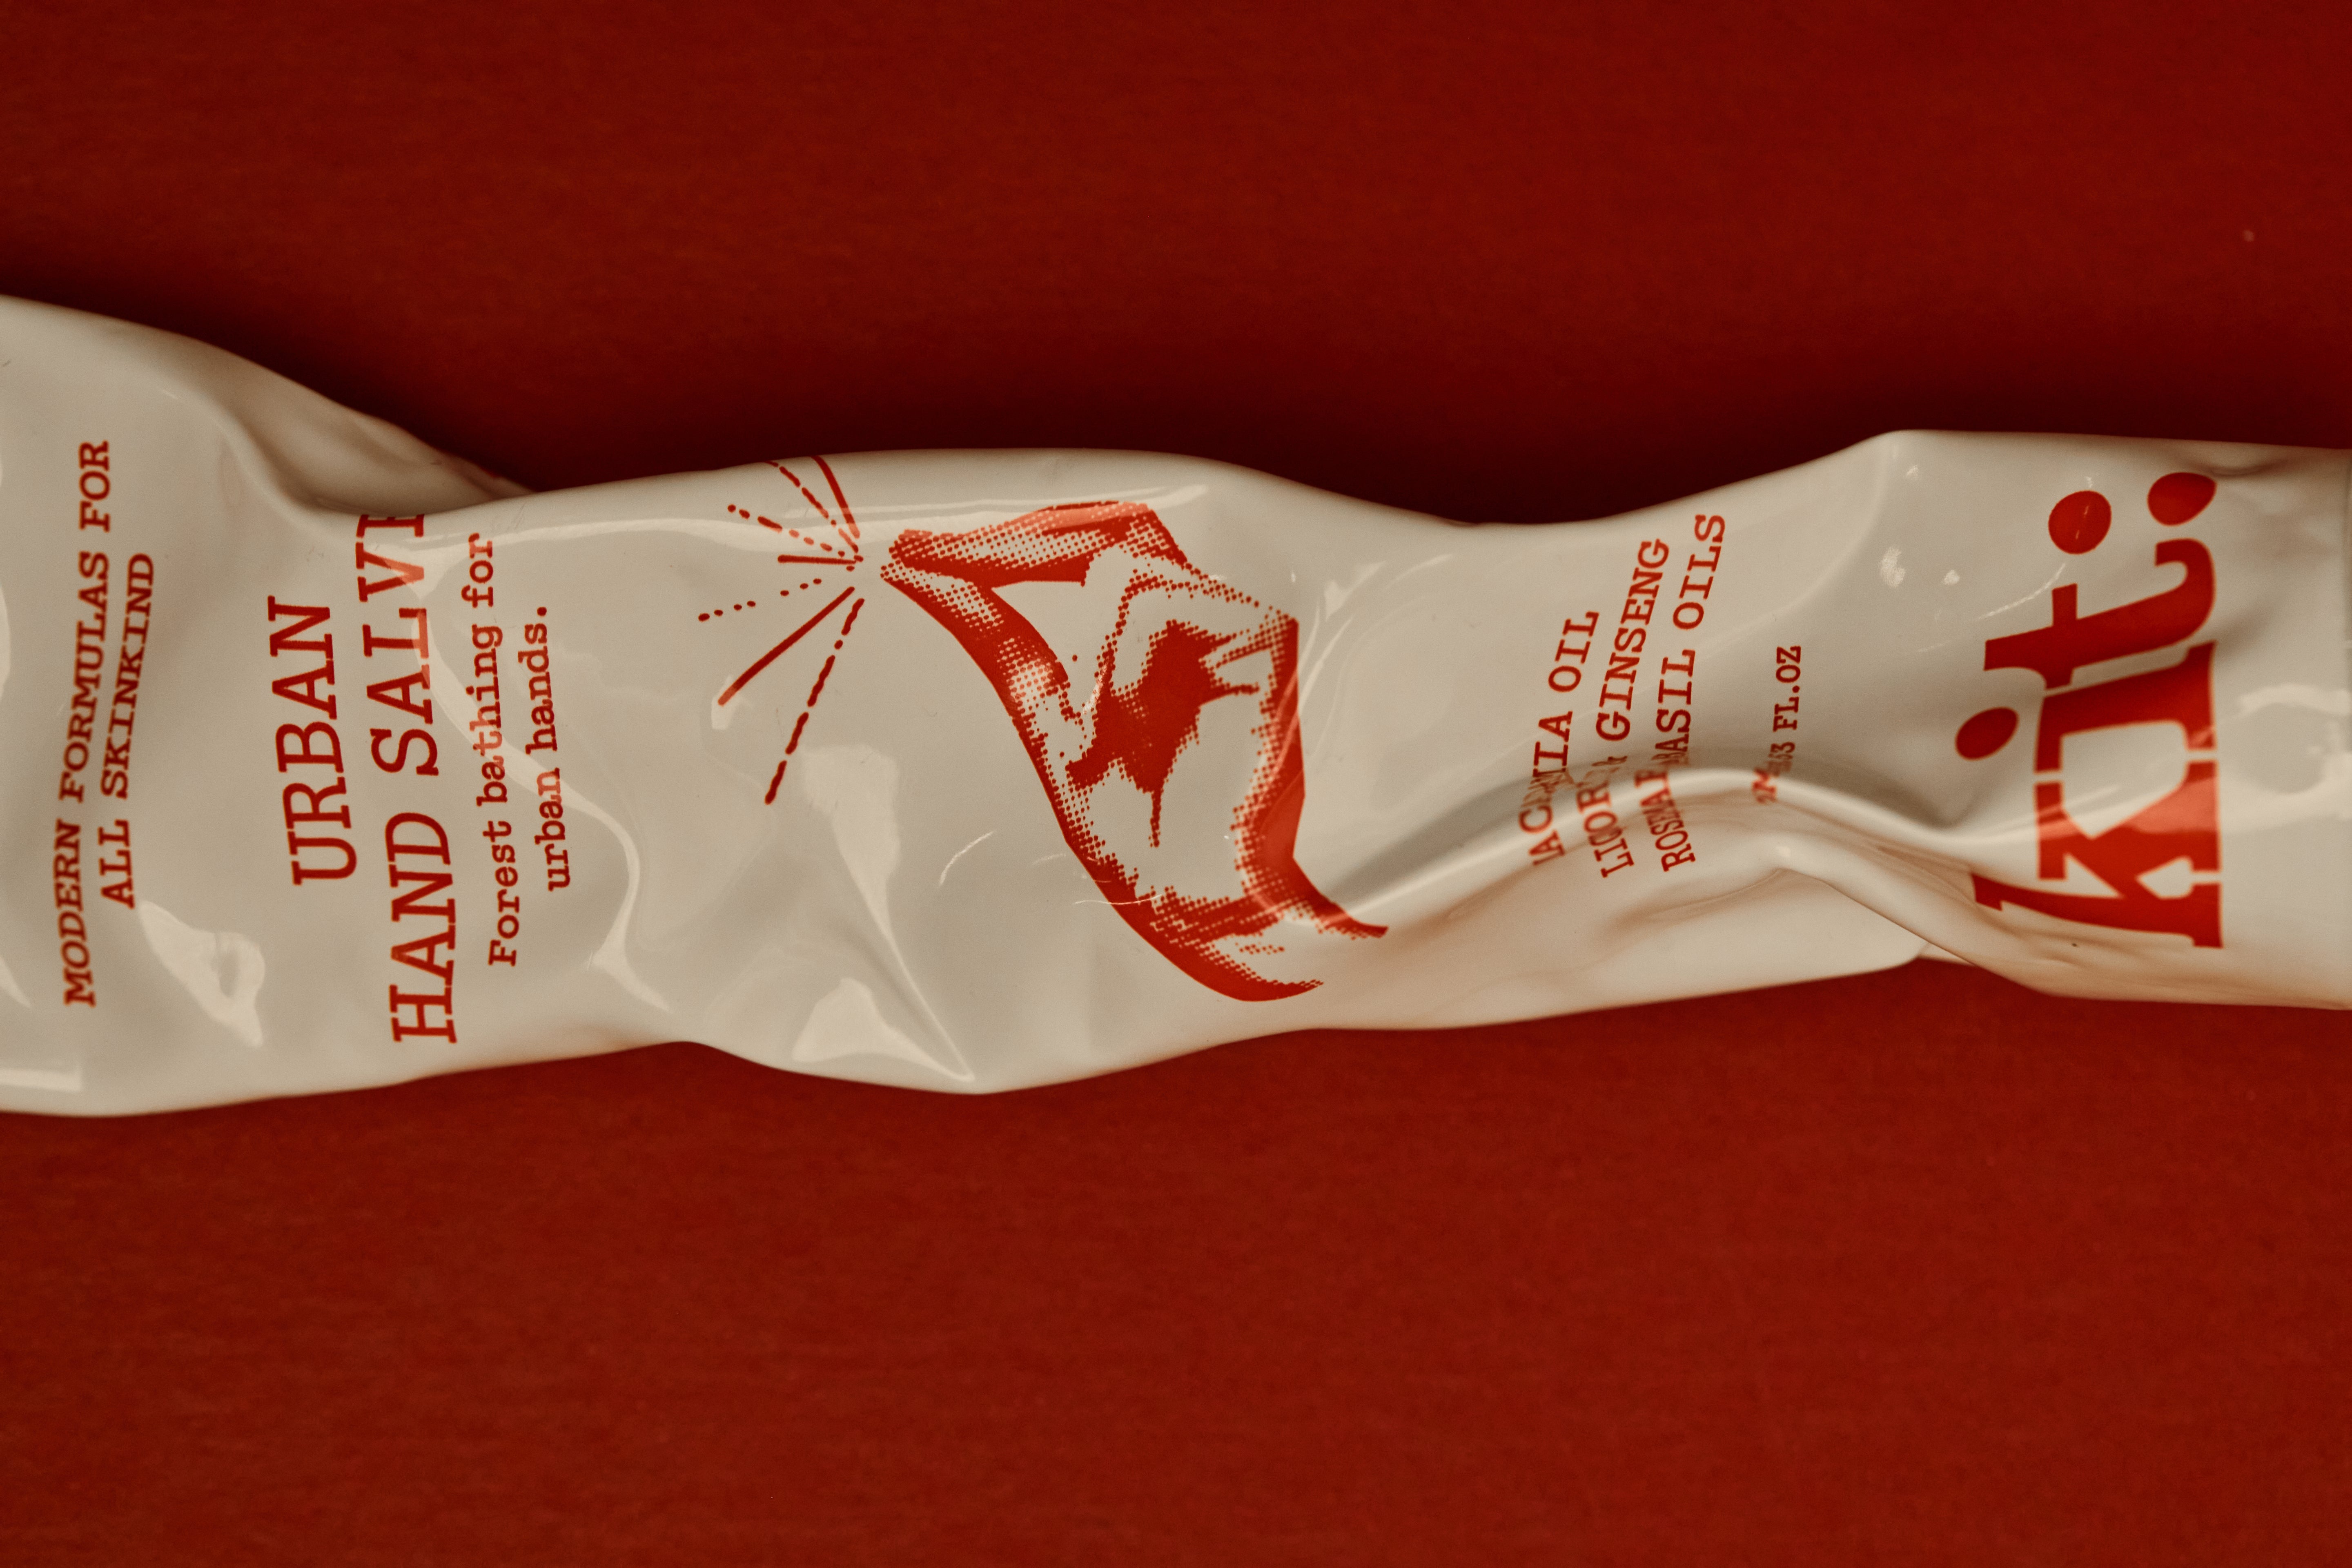 MODERN FORMULAS FOR
ALL SKINKIND
URBAN
HAND SALVE
Forest bathing for
urban hands.
OIL
& GINSENG
BASIL OILS
FL.OZ
kit.